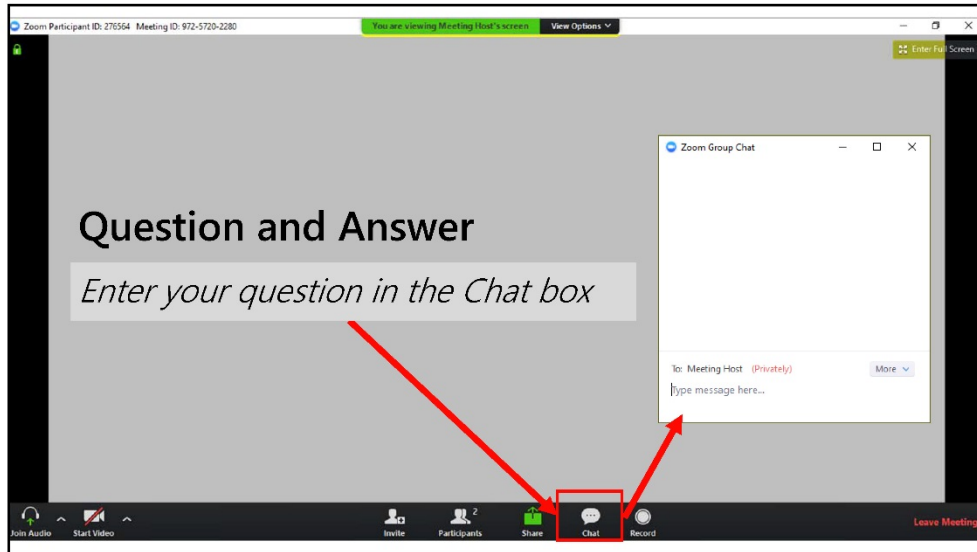 Zoom Participant ID: 276564 Meeting ID: 972-5720-2280
You are viewing Meeting Host's screen View Options
Enter Full Screen
Zoom Group Chat
Question and Answer
Enter your question in the Chat box
To: Meeting Host (Privately) More
Type message here...
Join Audio Start Video Invite Participants 2 Share Chat Record Leave Meeting